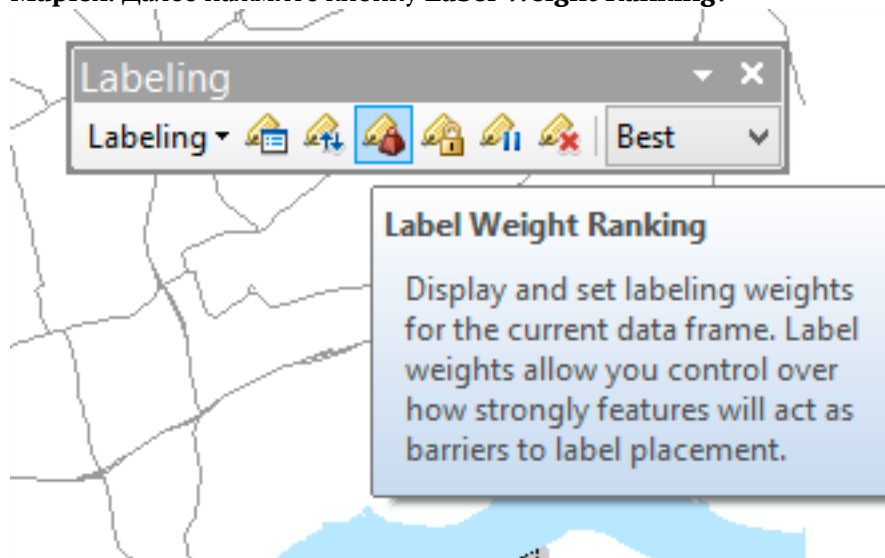 Maplex. Далее нажмите кнопку Label Weight Ranking:
Labeling
Labeling Best
Label Weight Ranking
Display and set labeling weights
for the current data frame. Label
weights allow you control over
how strongly features will act as
barriers to label placement.